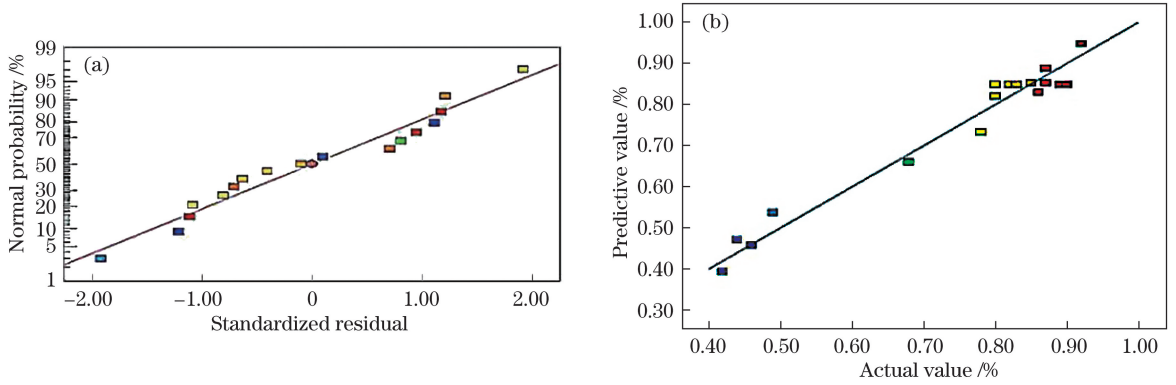 (a)
Normal probability /%
99
95
90
80
70
50
30
20
10
5
1
−2.00 −1.00 0 1.00 2.00
Standardized residual
(b)
Predictive value /%
1.00
0.90
0.80
0.70
0.60
0.50
0.40
0.30
0.40 0.50 0.60 0.70 0.80 0.90 1.00
Actual value /%